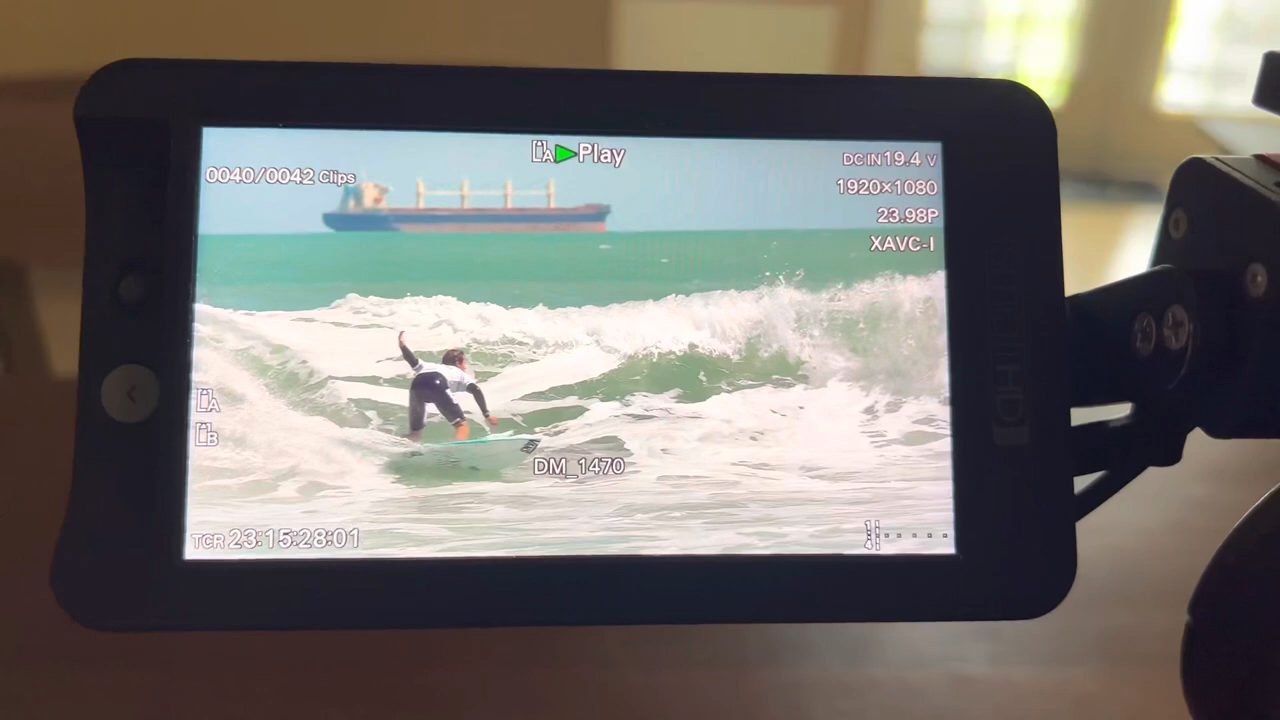 A Play
0040/0042 Clips
DC IN 19.4 V
1920×1080
23.98P
XAVC-I
A
B
DM_1470
TCR 23:15:28:01